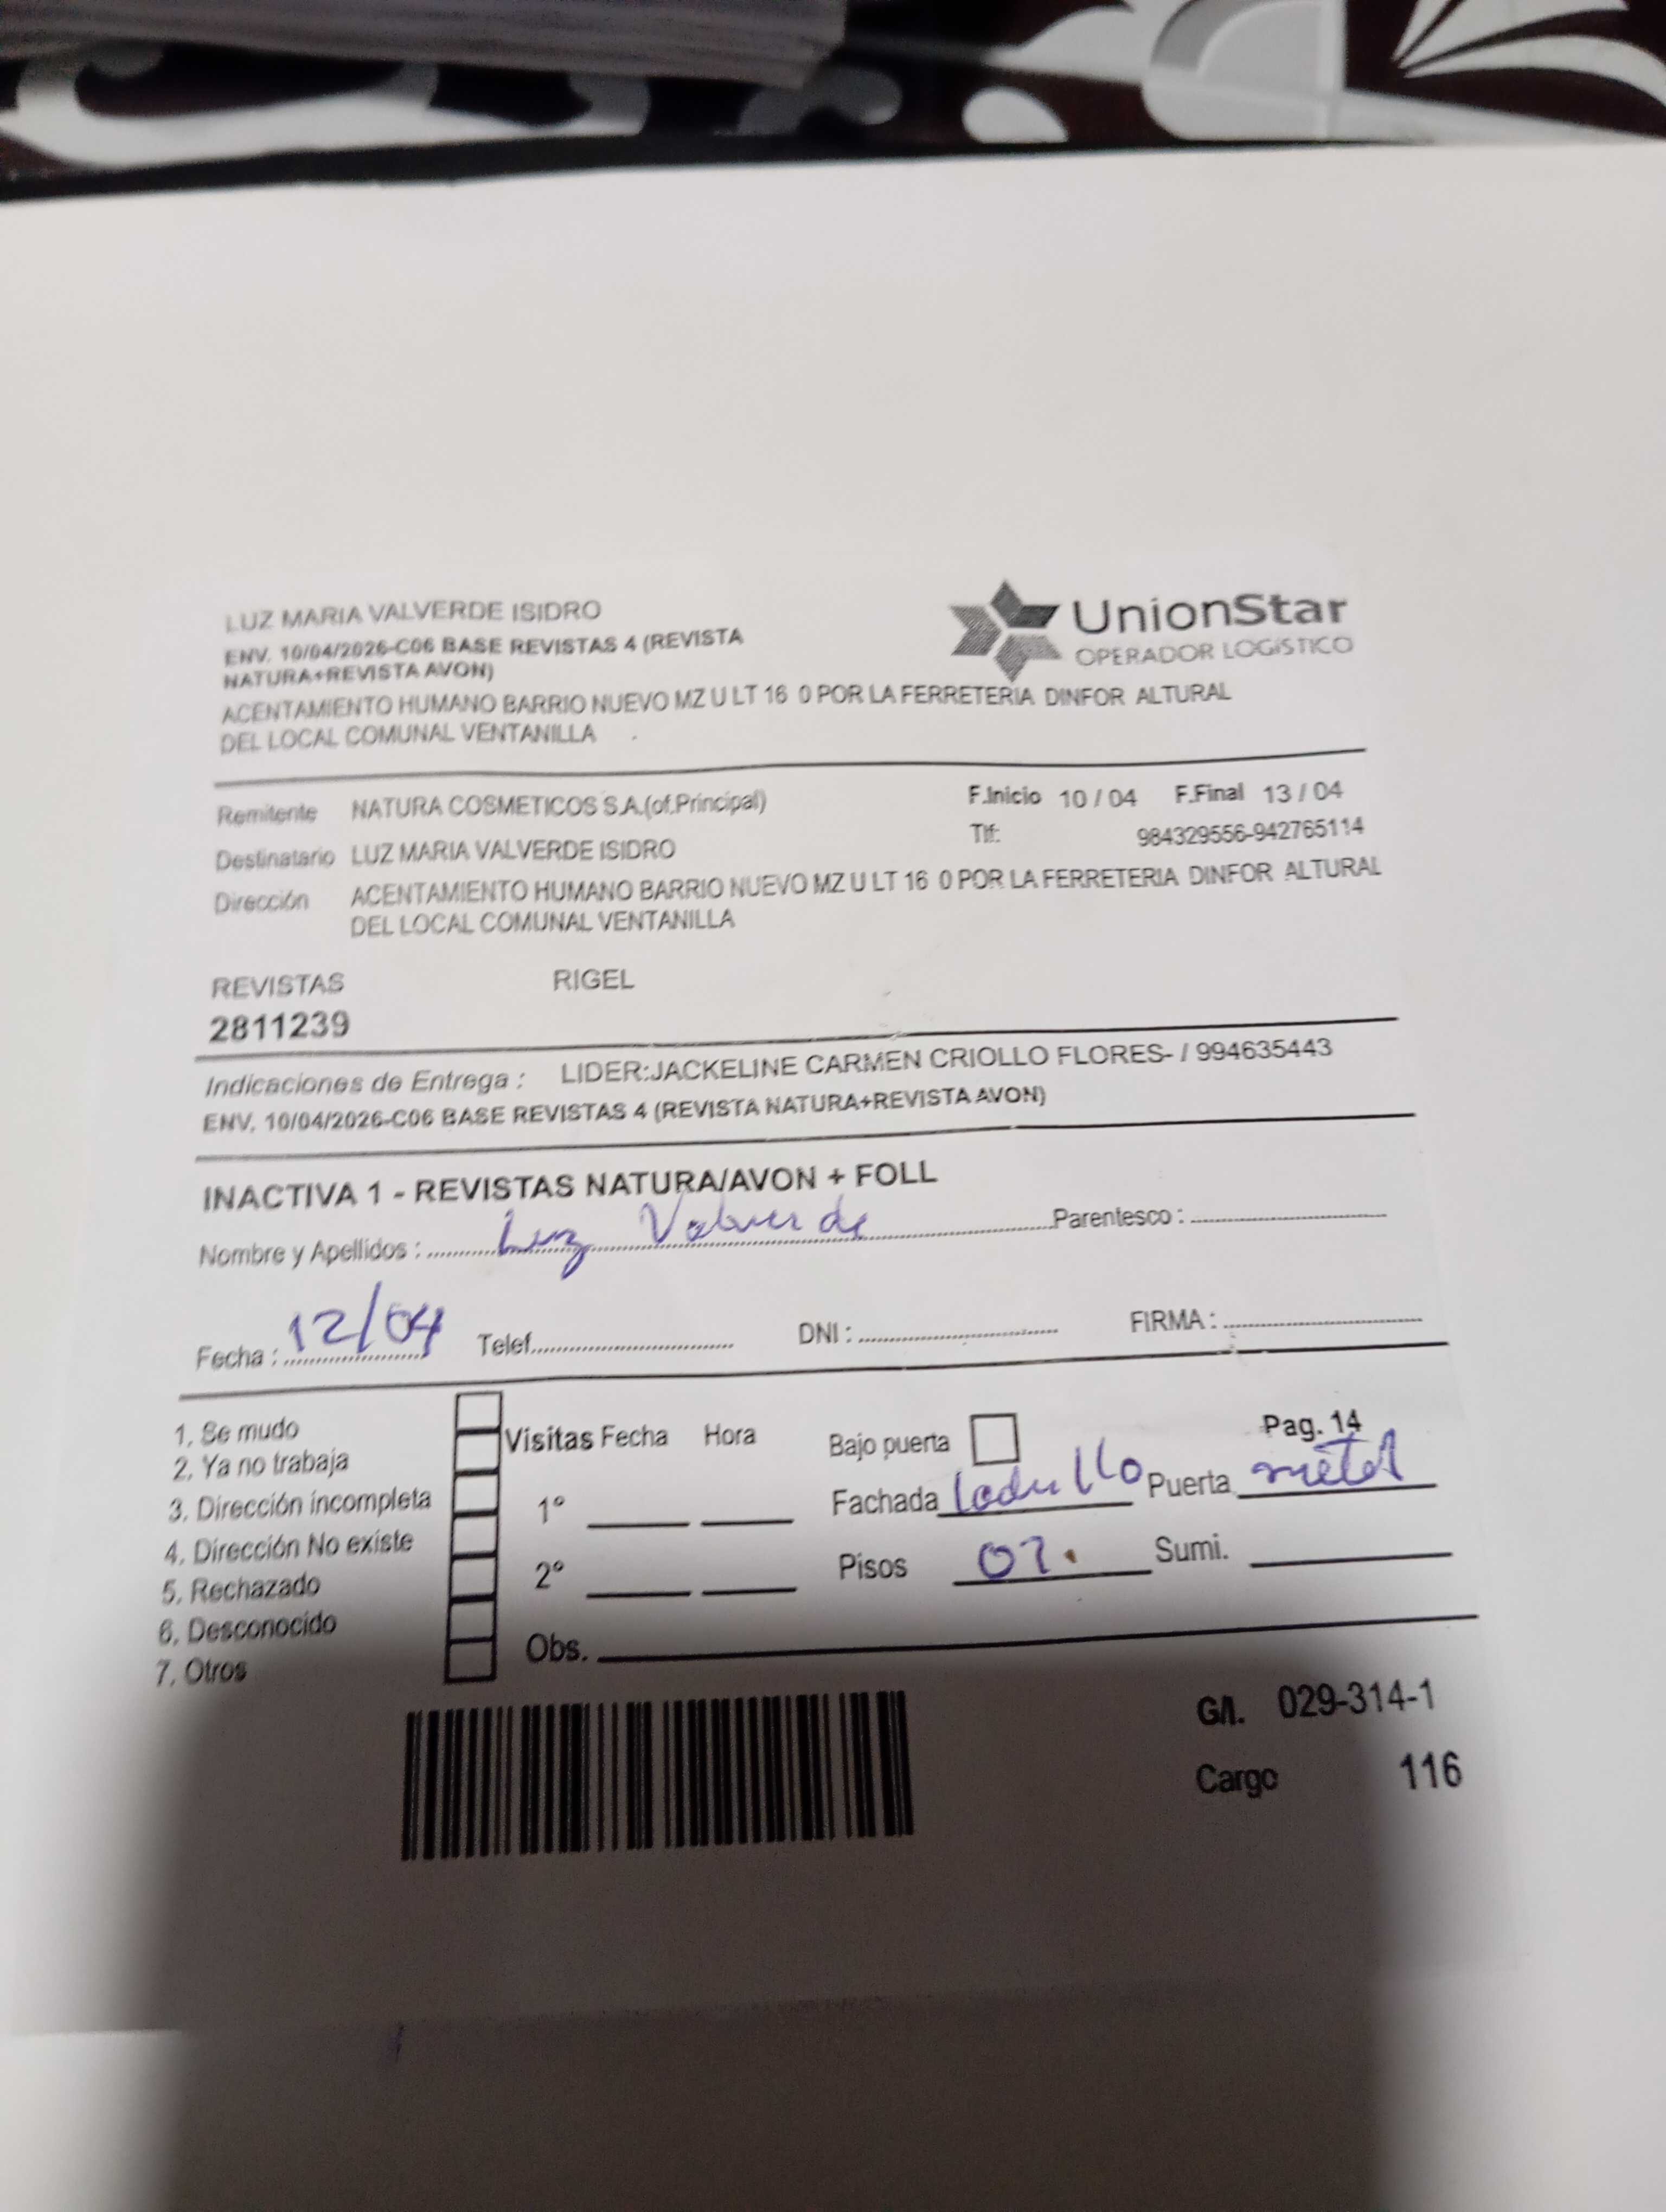 LUZ MARIA VALVERDE ISIDRO
ENV. 10/04/2026-C06 BASE REVISTAS 4 (REVISTA
NATURA+REVISTA AVON)
ACENTAMIENTO HUMANO BARRIO NUEVO MZ U LT 16 0 POR LA FERRETERIA DINFOR ALTURAL
DEL LOCAL COMUNAL VENTANILLA
UnionStar
OPERADOR LOGÍSTICO
Remitente NATURA COSMETICOS S.A.(of.Principal)
F.Inicio 10 / 04 F.Final 13 / 04
Destinatario LUZ MARIA VALVERDE ISIDRO
Tlf: 984329556-942765114
Dirección ACENTAMIENTO HUMANO BARRIO NUEVO MZ U LT 16 0 POR LA FERRETERIA DINFOR ALTURAL
DEL LOCAL COMUNAL VENTANILLA
REVISTAS RIGEL
2811239
Indicaciones de Entrega : LIDER:JACKELINE CARMEN CRIOLLO FLORES- / 994635443
ENV. 10/04/2026-C06 BASE REVISTAS 4 (REVISTA NATURA+REVISTA AVON)
INACTIVA 1 - REVISTAS NATURA/AVON + FOLL
Nombre y Apellidos : Luz Valverde Parentesco :
Fecha : 12/04 Telef. DNI : FIRMA :
1. Se mudo
2. Ya no trabaja
3. Dirección incompleta
4. Dirección No existe
5. Rechazado
6. Desconocido
7. Otros
Visitas Fecha Hora
1°
2°
Obs.
Bajo puerta Pag. 14
Fachada ladrillo Puerta metal
Pisos Sumi.
G/I. 029-314-1
Cargo 116